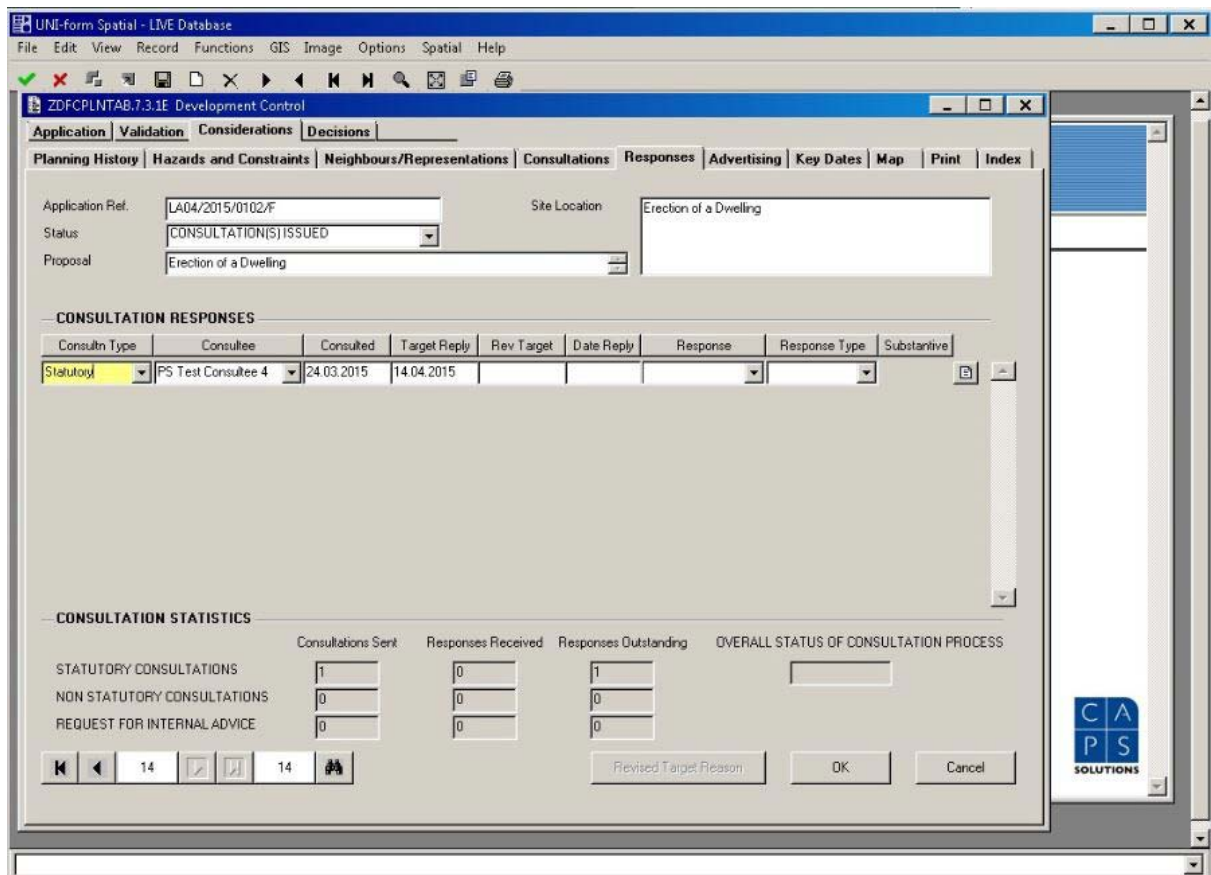 UNI-form Spatial - LIVE Database
File Edit View Record Functions GIS Image Options Spatial Help
ZDFCPLNTAB.7.3.1E Development Control
Application Validation Considerations Decisions
Planning History Hazards and Constraints Neighbours/Representations Consultations Responses Advertising Key Dates Map Print Index
Application Ref. LA04/2015/0102/F Site Location Erection of a Dwelling
Status CONSULTATION(S) ISSUED
Proposal Erection of a Dwelling
CONSULTATION RESPONSES
Consultn Type Consultee Consulted Target Reply Rev Target Date Reply Response Response Type Substantive
Statutory PS Test Consultee 4 24.03.2015 14.04.2015
CONSULTATION STATISTICS
Consultations Sent Responses Received Responses Outstanding OVERALL STATUS OF CONSULTATION PROCESS
STATUTORY CONSULTATIONS 1 0 1
NON STATUTORY CONSULTATIONS 0 0 0
REQUEST FOR INTERNAL ADVICE 0 0 0
14 14 Revised Target Reason OK Cancel
C A
P S
SOLUTIONS